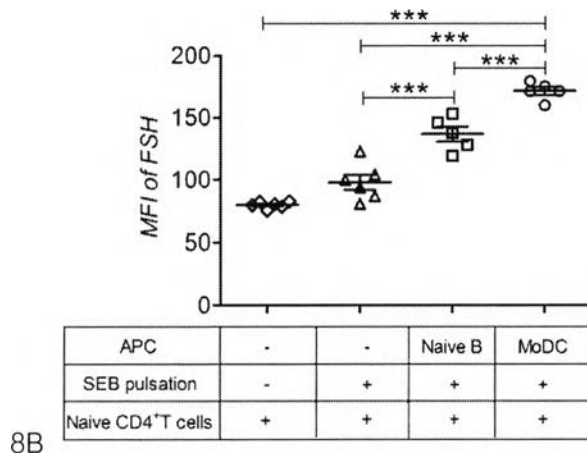 ***
***
***
***
200
150
100
50
0
MFI of FSH
APC - - Naive B MoDC
SEB pulsation - + + +
Naive CD4⁺T cells + + + +
8B